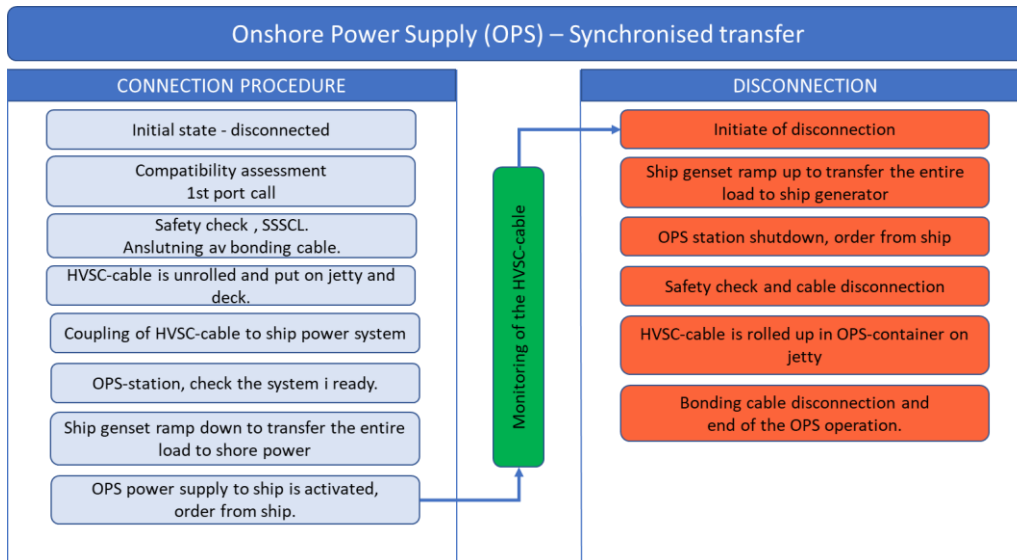 Onshore Power Supply (OPS) – Synchronised transfer
CONNECTION PROCEDURE
Initial state - disconnected
Compatibility assessment
1st port call
Safety check , SSSCL.
Anslutning av bonding cable.
HVSC-cable is unrolled and put on jetty and
deck.
Coupling of HVSC-cable to ship power system
OPS-station, check the system i ready.
Ship genset ramp down to transfer the entire
load to shore power
OPS power supply to ship is activated,
order from ship.
Monitoring of the HVSC-cable
DISCONNECTION
Initiate of disconnection
Ship genset ramp up to transfer the entire
load to ship generator
OPS station shutdown, order from ship
Safety check and cable disconnection
HVSC-cable is rolled up in OPS-container on
jetty
Bonding cable disconnection and
end of the OPS operation.